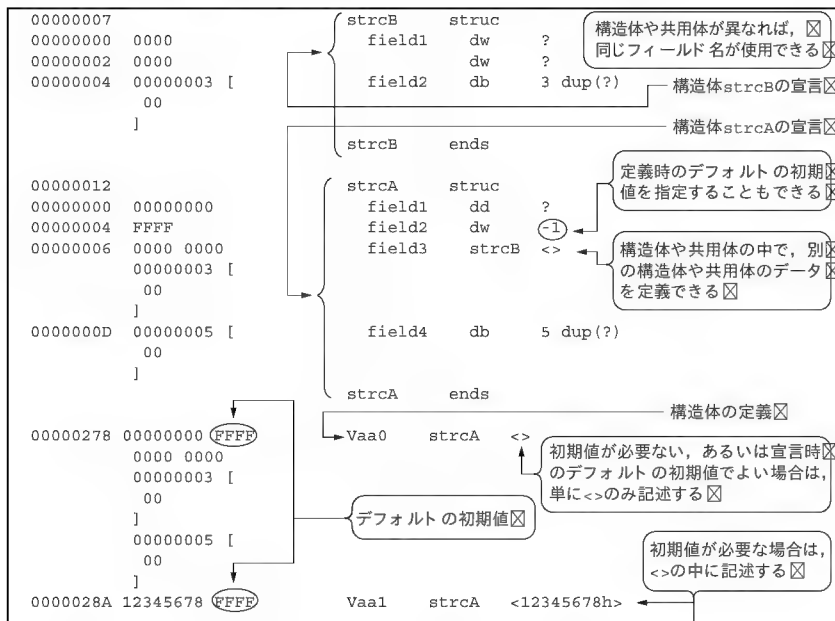 00000007 strcB struc
00000000 0000 field1 dw ?
00000002 0000 dw ?
00000004 00000003 [ field2 db 3 dup(?)
00
]
strcB ends
構造体や共用体が異なれば，
同じフィールド名が使用できる
構造体strcBの宣言
構造体strcAの宣言
00000012 strcA struc
00000000 00000000 field1 dd ?
00000004 FFFF field2 dw -1
00000006 0000 0000 field3 strcB <>
00000003 [
00
]
0000000D 00000005 [ field4 db 5 dup(?)
00
]
strcA ends
定義時のデフォルトの初期
値を指定することもできる
構造体や共用体の中で，別
の構造体や共用体のデータ
を定義できる
構造体の定義
00000278 00000000 FFFF Vaa0 strcA <>
0000 0000
00000003 [
00
]
00000005 [
00
]
初期値が必要ない，あるいは宣言時
のデフォルトの初期値でよい場合は，
単に<>のみ記述する
デフォルトの初期値
初期値が必要な場合は，
<>の中に記述する
0000028A 12345678 FFFF Vaa1 strcA <12345678h>